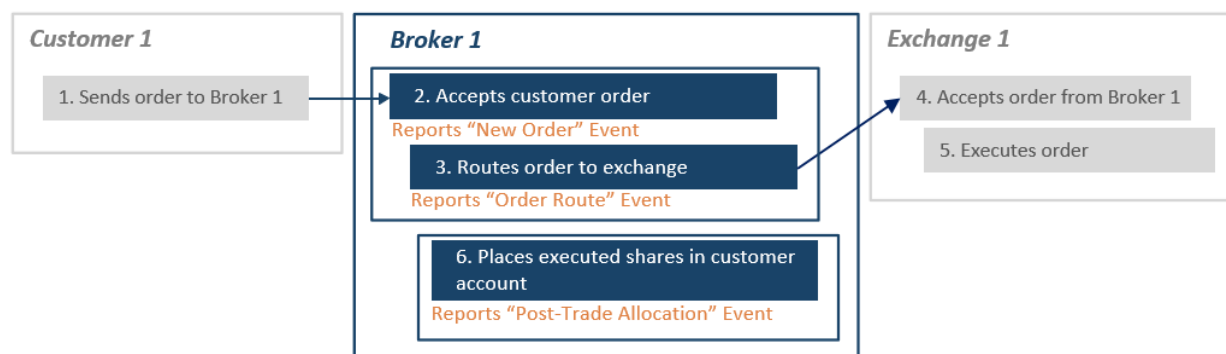 Customer 1
1. Sends order to Broker 1
Broker 1
2. Accepts customer order
Reports “New Order” Event
3. Routes order to exchange
Reports “Order Route” Event
6. Places executed shares in customer
account
Reports “Post-Trade Allocation” Event
Exchange 1
4. Accepts order from Broker 1
5. Executes order